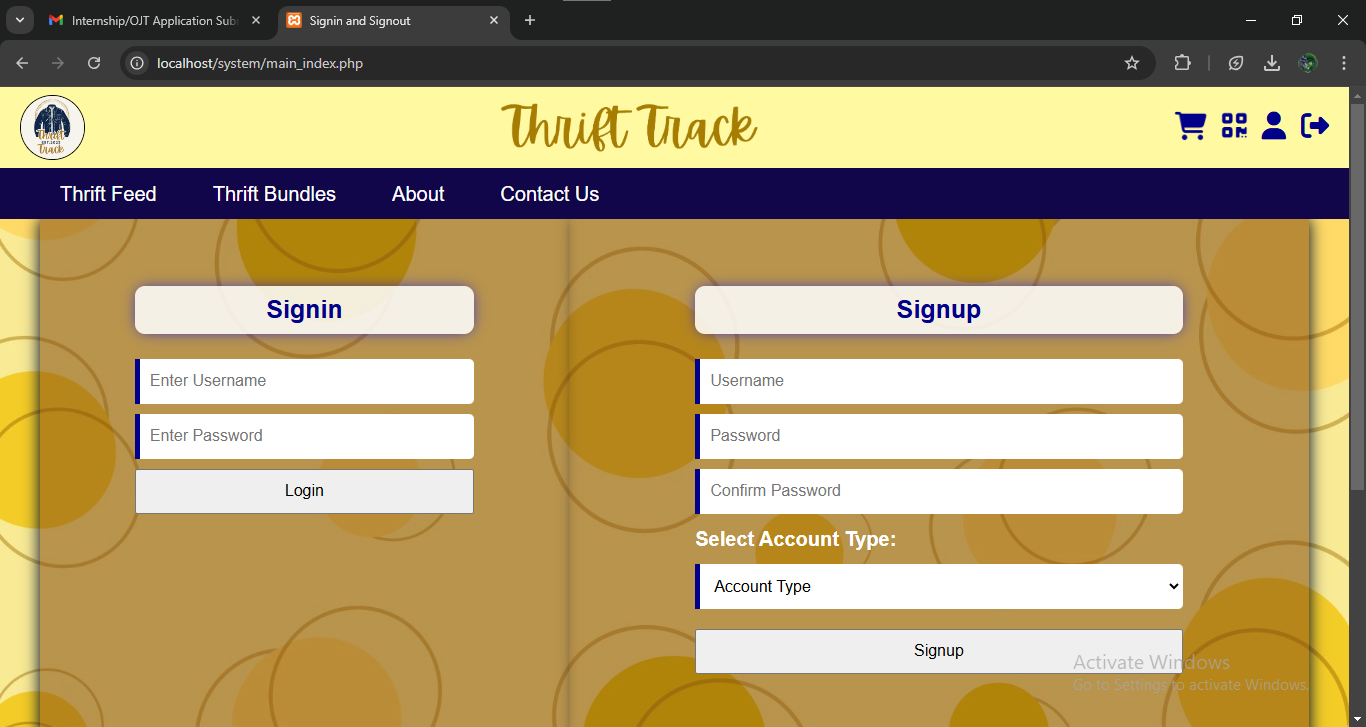 Internship/OJT Application Sub
Signin and Signout
localhost/system/main_index.php
Thrift
EST.2023
Track
Thrift Track
Thrift Feed
Thrift Bundles
About
Contact Us
Signin
Enter Username
Enter Password
Login
Signup
Username
Password
Confirm Password
Select Account Type:
Account Type
Signup
Activate Windows
Go to Settings to activate Windows.